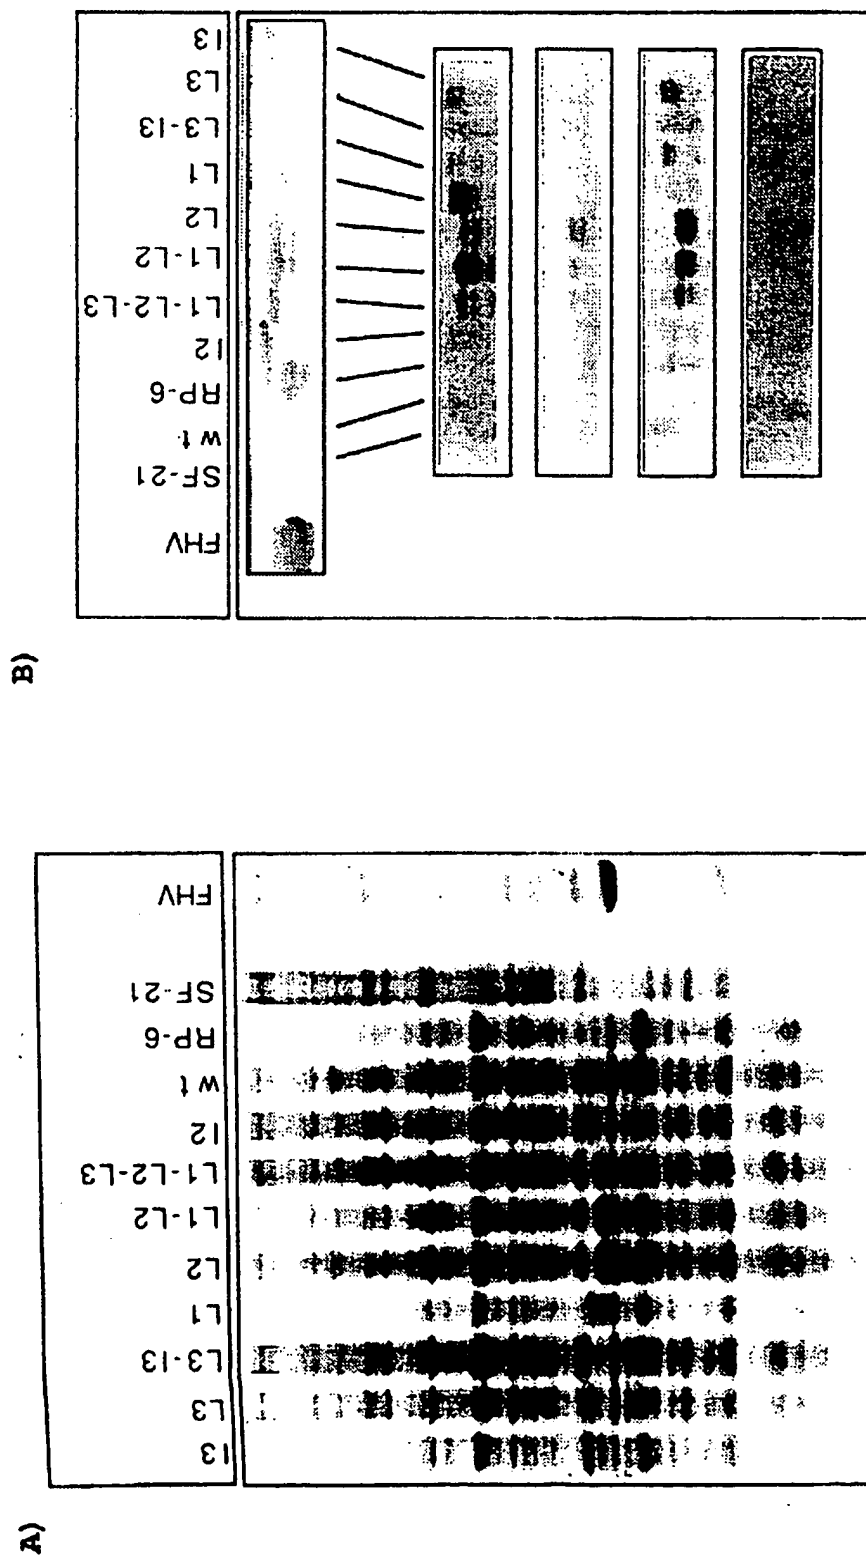 B)
I3
L3
L3-I3
L1
L2
L1-L2
L1-L2-L3
I2
RP-6
wt
SF-21
FHV
A)
FHV
SF-21
RP-6
wt
I2
L1-L2-L3
L1-L2
L2
L1
L3-I3
L3
I3